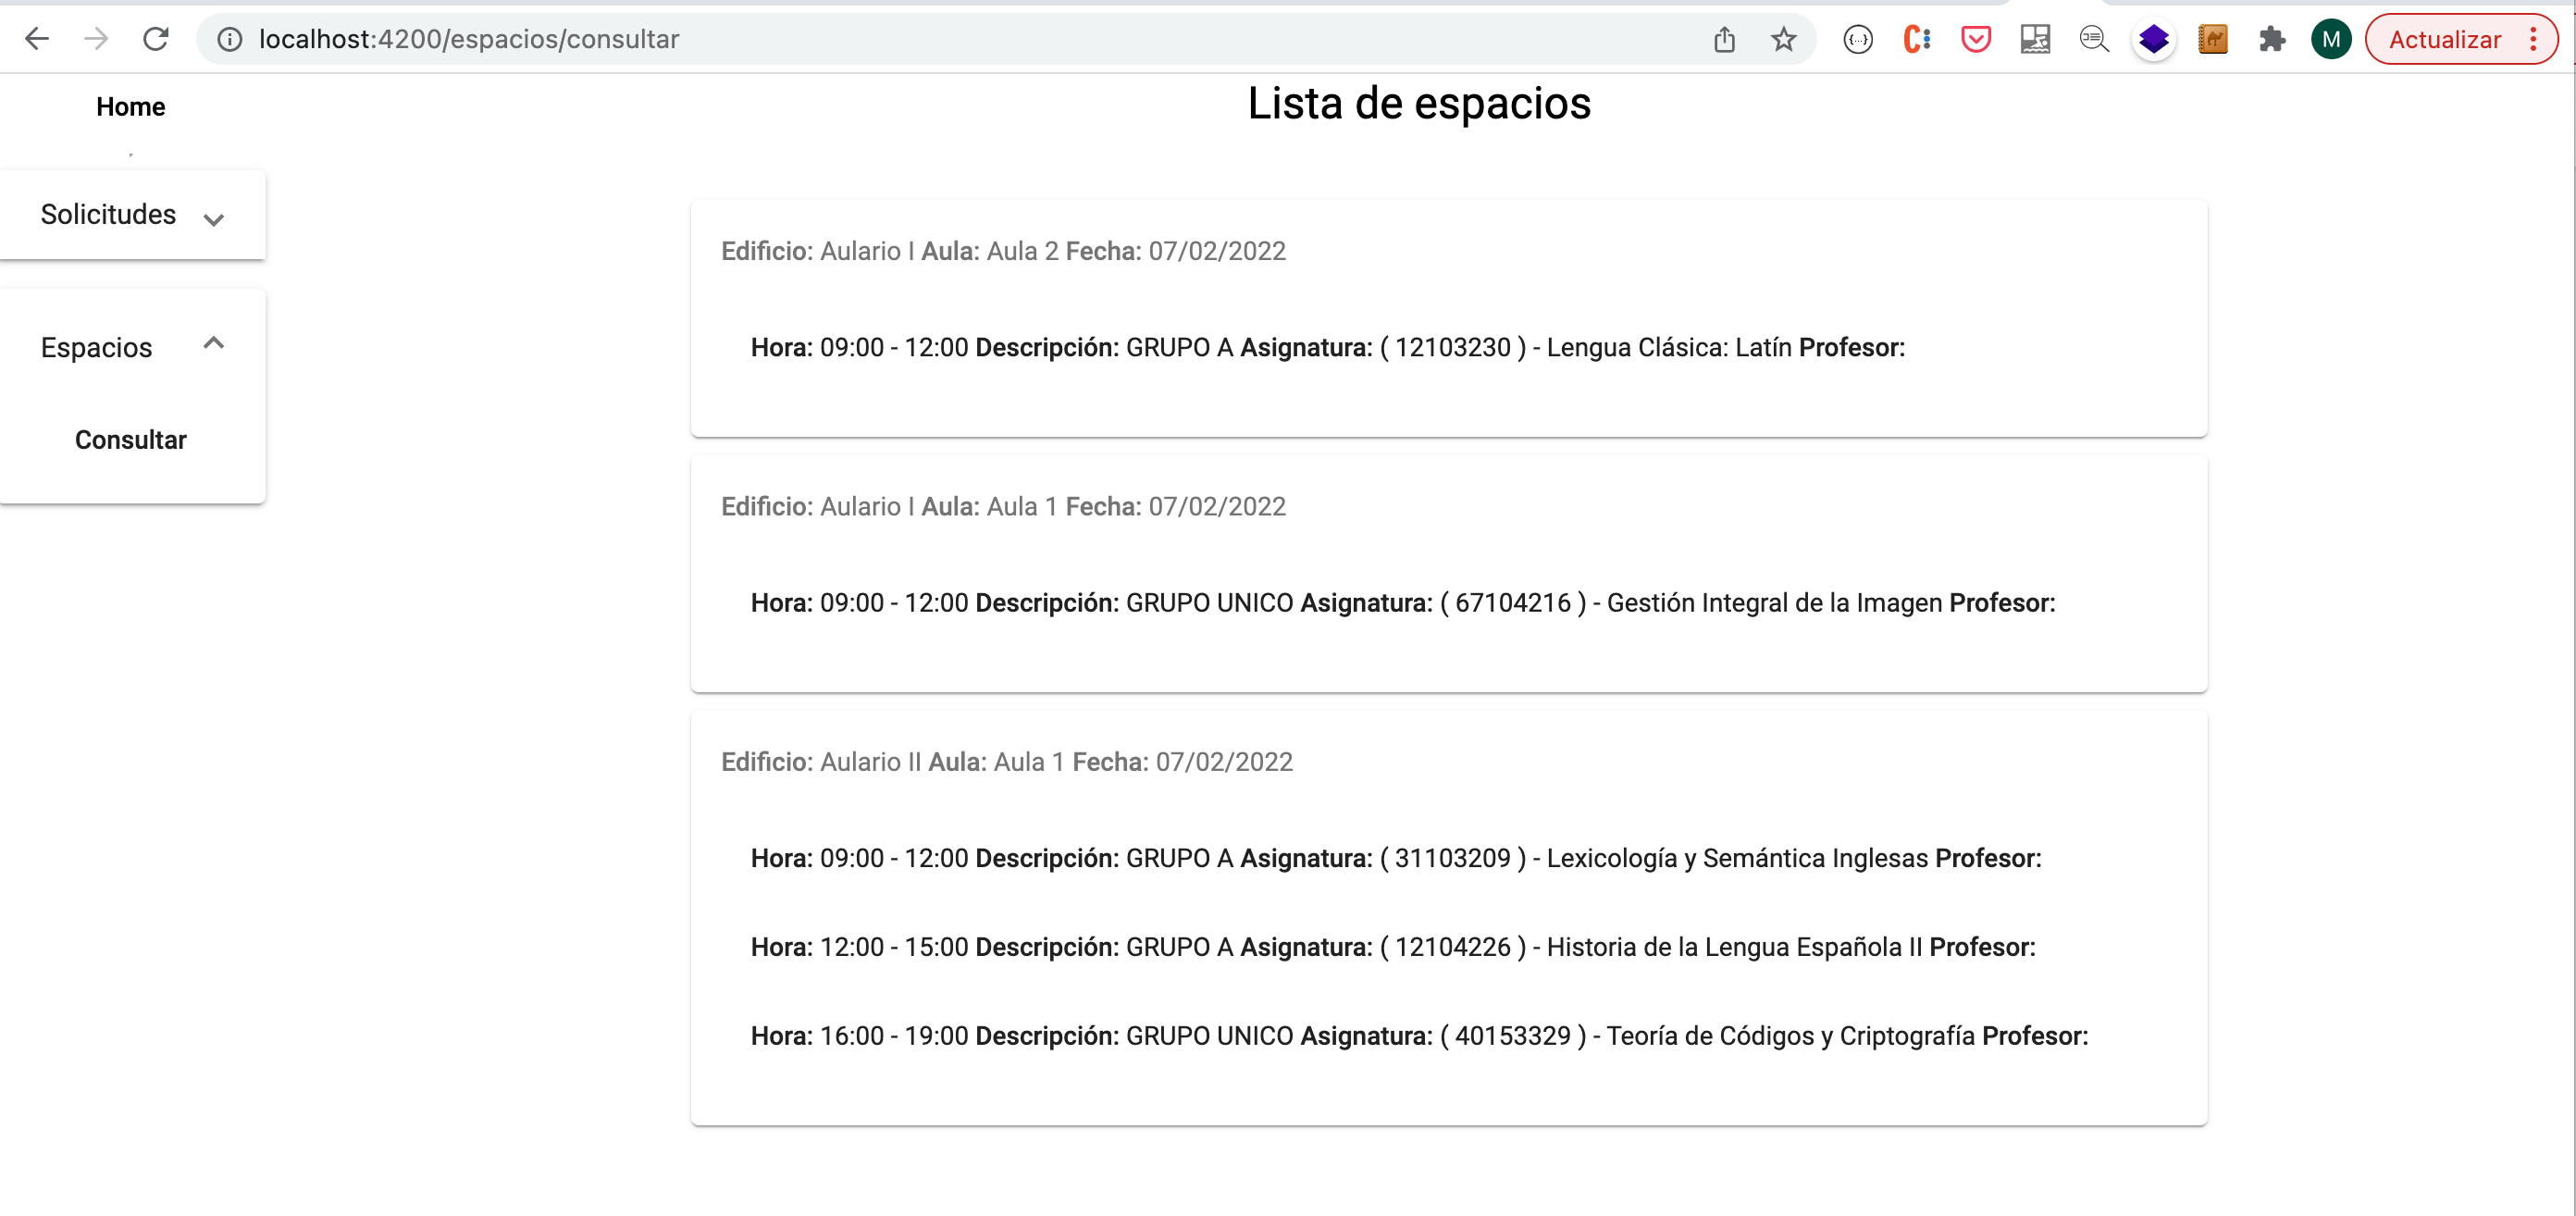 localhost:4200/espacios/consultar
M
Actualizar
Home
Lista de espacios
Solicitudes
Espacios
Consultar
Edificio: Aulario I Aula: Aula 2 Fecha: 07/02/2022
Hora: 09:00 - 12:00 Descripción: GRUPO A Asignatura: ( 12103230 ) - Lengua Clásica: Latín Profesor:
Edificio: Aulario I Aula: Aula 1 Fecha: 07/02/2022
Hora: 09:00 - 12:00 Descripción: GRUPO UNICO Asignatura: ( 67104216 ) - Gestión Integral de la Imagen Profesor:
Edificio: Aulario II Aula: Aula 1 Fecha: 07/02/2022
Hora: 09:00 - 12:00 Descripción: GRUPO A Asignatura: ( 31103209 ) - Lexicología y Semántica Inglesas Profesor:
Hora: 12:00 - 15:00 Descripción: GRUPO A Asignatura: ( 12104226 ) - Historia de la Lengua Española II Profesor:
Hora: 16:00 - 19:00 Descripción: GRUPO UNICO Asignatura: ( 40153329 ) - Teoría de Códigos y Criptografía Profesor: